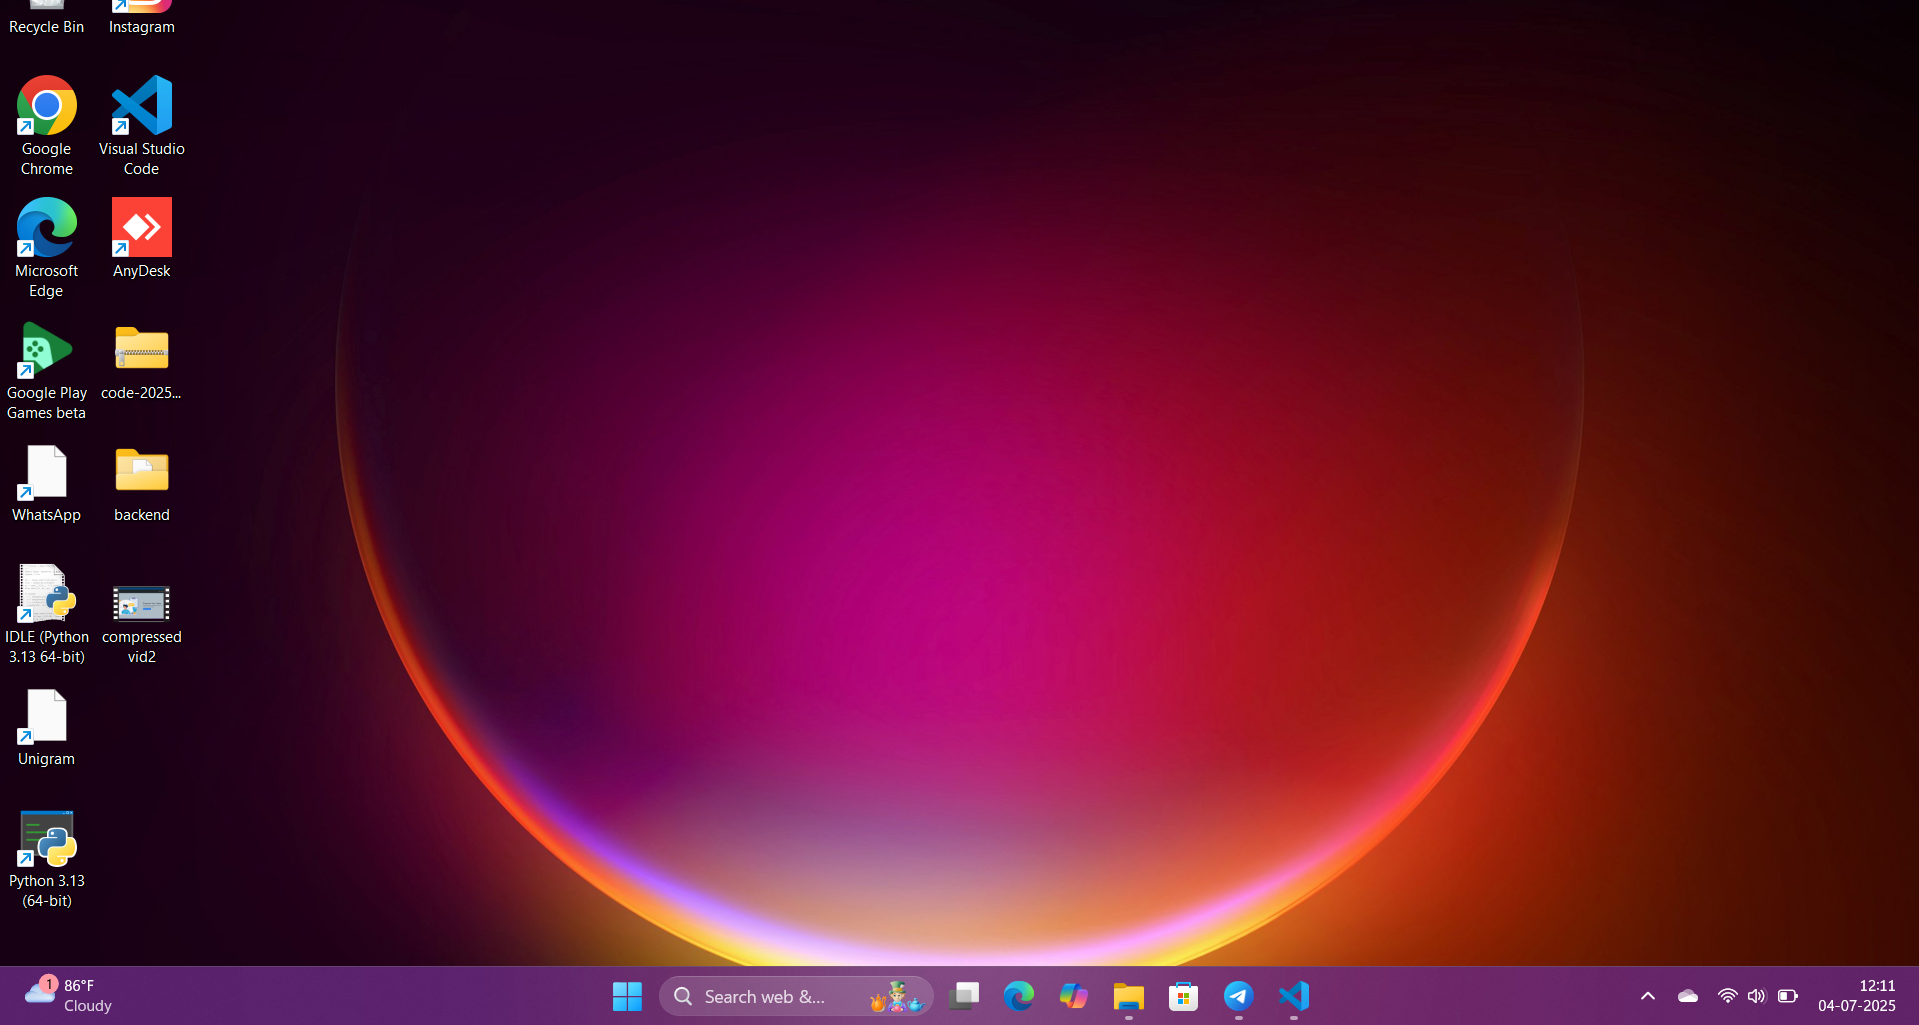 Recycle Bin
Instagram
Google
Chrome
Visual Studio
Code
Microsoft
Edge
AnyDesk
Google Play
Games beta
code-2025...
WhatsApp
backend
IDLE (Python
3.13 64-bit)
compressed
vid2
Unigram
Python 3.13
(64-bit)
1
86°F
Cloudy
Search web &...
12:11
04-07-2025